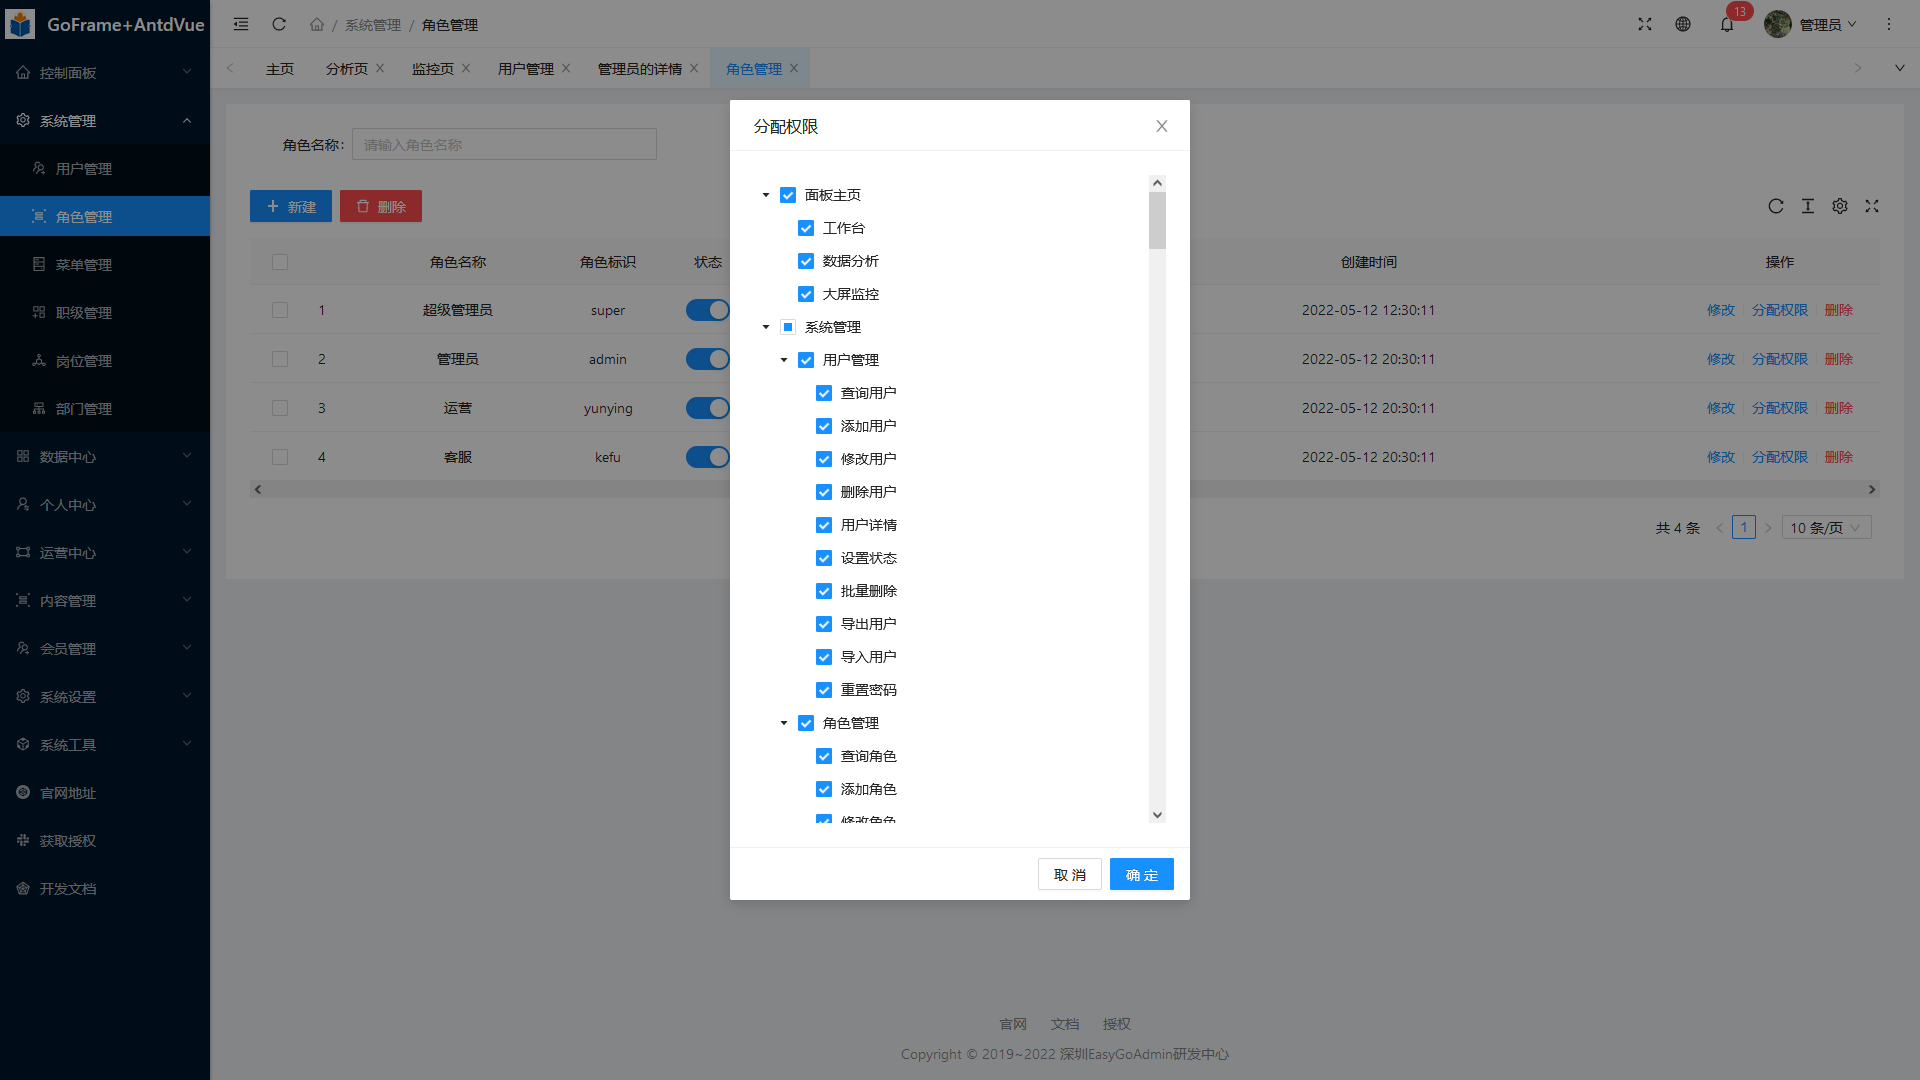 GoFrame+AntdVue
控制面板
系统管理
用户管理
角色管理
菜单管理
职级管理
岗位管理
部门管理
数据中心
个人中心
运营中心
内容管理
会员管理
系统设置
系统工具
官网地址
获取授权
开发文档
/ 系统管理 / 角色管理
13
管理员
主页 分析页 监控页 用户管理 管理员的详情 角色管理
角色名称: 请输入角色名称
新建 删除
角色名称 角色标识 状态 创建时间 操作
1 超级管理员 super 2022-05-12 12:30:11 修改 分配权限 删除
2 管理员 admin 2022-05-12 20:30:11 修改 分配权限 删除
3 运营 yunying 2022-05-12 20:30:11 修改 分配权限 删除
4 客服 kefu 2022-05-12 20:30:11 修改 分配权限 删除
共 4 条 1 10 条/页
分配权限
面板主页
工作台
数据分析
大屏监控
系统管理
用户管理
查询用户
添加用户
修改用户
删除用户
用户详情
设置状态
批量删除
导出用户
导入用户
重置密码
角色管理
查询角色
添加角色
修改角色
取 消 确 定
官网 文档 授权
Copyright © 2019~2022 深圳EasyGoAdmin研发中心